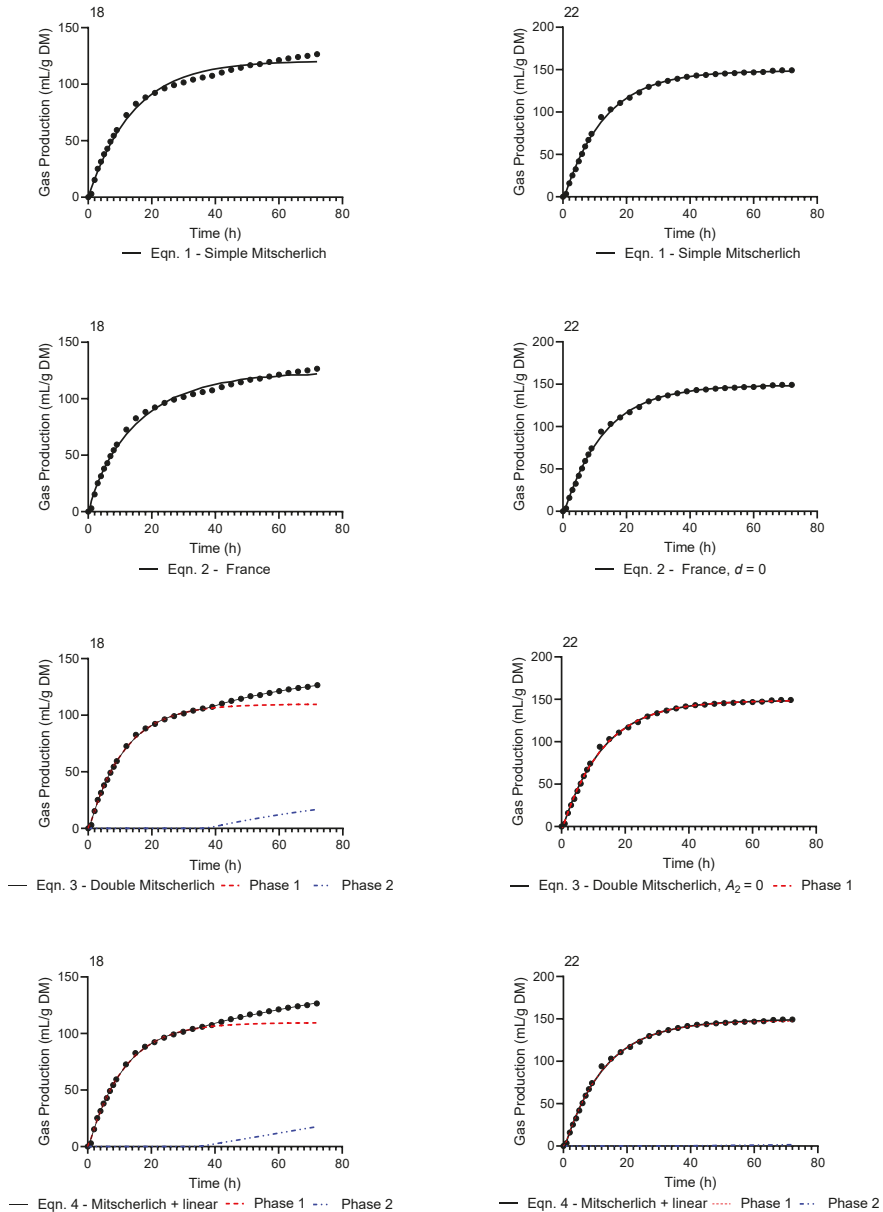 18
150
100
50
0
0 20 40 60 80
Gas Production (mL/g DM)
Time (h)
Eqn. 1 - Simple Mitscherlich
22
200
150
100
50
0
0 20 40 60 80
Gas Production (mL/g DM)
Time (h)
Eqn. 1 - Simple Mitscherlich
18
150
100
50
0
0 20 40 60 80
Gas Production (mL/g DM)
Time (h)
Eqn. 2 - France
22
200
150
100
50
0
0 20 40 60 80
Gas Production (mL/g DM)
Time (h)
Eqn. 2 - France, d = 0
18
150
100
50
0
0 20 40 60 80
Gas Production (mL/g DM)
Time (h)
Eqn. 3 - Double Mitscherlich Phase 1 Phase 2
22
200
150
100
50
0
0 20 40 60 80
Gas Production (mL/g DM)
Time (h)
Eqn. 3 - Double Mitscherlich, A₂ = 0 Phase 1
18
150
100
50
0
0 20 40 60 80
Gas Production (mL/g DM)
Time (h)
Eqn. 4 - Mitscherlich + linear Phase 1 Phase 2
22
200
150
100
50
0
0 20 40 60 80
Gas Production (mL/g DM)
Time (h)
Eqn. 4 - Mitscherlich + linear Phase 1 Phase 2